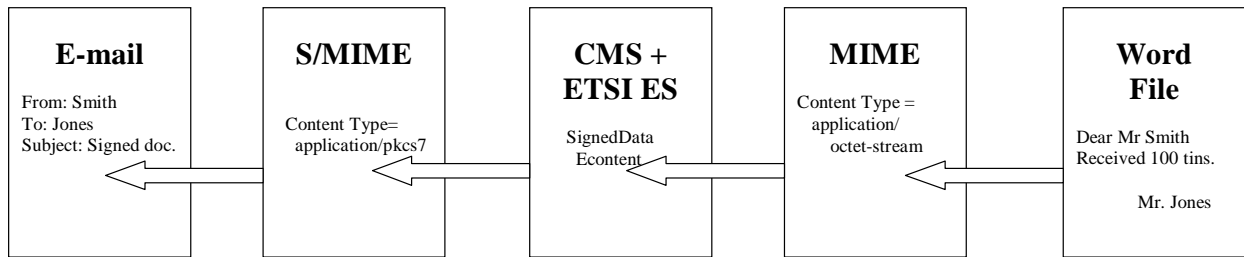 E-mail
From: Smith
To: Jones
Subject: Signed doc.
S/MIME
Content Type=
application/pkcs7
CMS +
ETSI ES
SignedData
Econtent
MIME
Content Type =
application/
octet-stream
Word
File
Dear Mr Smith
Received 100 tins.
Mr. Jones